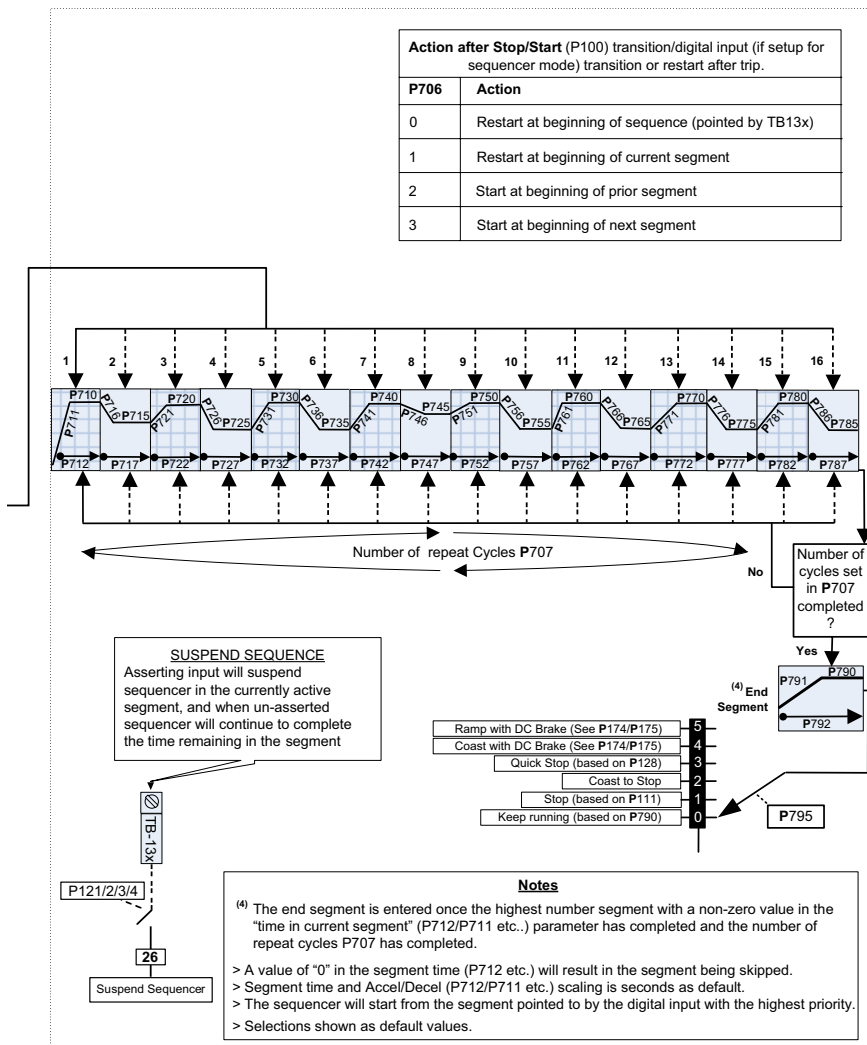 Action after Stop/Start (P100) transition/digital input (if setup for
sequencer mode) transition or restart after trip.
P706 Action
0 Restart at beginning of sequence (pointed by TB13x)
1 Restart at beginning of current segment
2 Start at beginning of prior segment
3 Start at beginning of next segment
1 2 3 4 5 6 7 8 9 10 11 12 13 14 15 16
P710 P711 P712
P716 P715 P717
P720 P721 P722
P726 P725 P727
P730 P731 P732
P736 P735 P737
P740 P741 P742
P745 P746 P747
P750 P751 P752
P756 P755 P757
P760 P761 P762
P766 P765 P767
P770 P771 P772
P776 P775 P777
P780 P781 P782
P786 P785 P787
Number of repeat Cycles P707
No
Number of
cycles set
in P707
completed
?
Yes
(4) End
Segment
P790
P791
P792
SUSPEND SEQUENCE
Asserting input will suspend
sequencer in the currently active
segment, and when un-asserted
sequencer will continue to complete
the time remaining in the segment
TB-13x
P121/2/3/4
26
Suspend Sequencer
Ramp with DC Brake (See P174/P175) 5
Coast with DC Brake (See P174/P175) 4
Quick Stop (based on P128) 3
Coast to Stop 2
Stop (based on P111) 1
Keep running (based on P790) 0
P795
Notes
(4) The end segment is entered once the highest number segment with a non-zero value in the
“time in current segment” (P712/P711 etc..) parameter has completed and the number of
repeat cycles P707 has completed.
> A value of “0” in the segment time (P712 etc.) will result in the segment being skipped.
> Segment time and Accel/Decel (P712/P711 etc.) scaling is seconds as default.
> The sequencer will start from the segment pointed to by the digital input with the highest priority.
> Selections shown as default values.